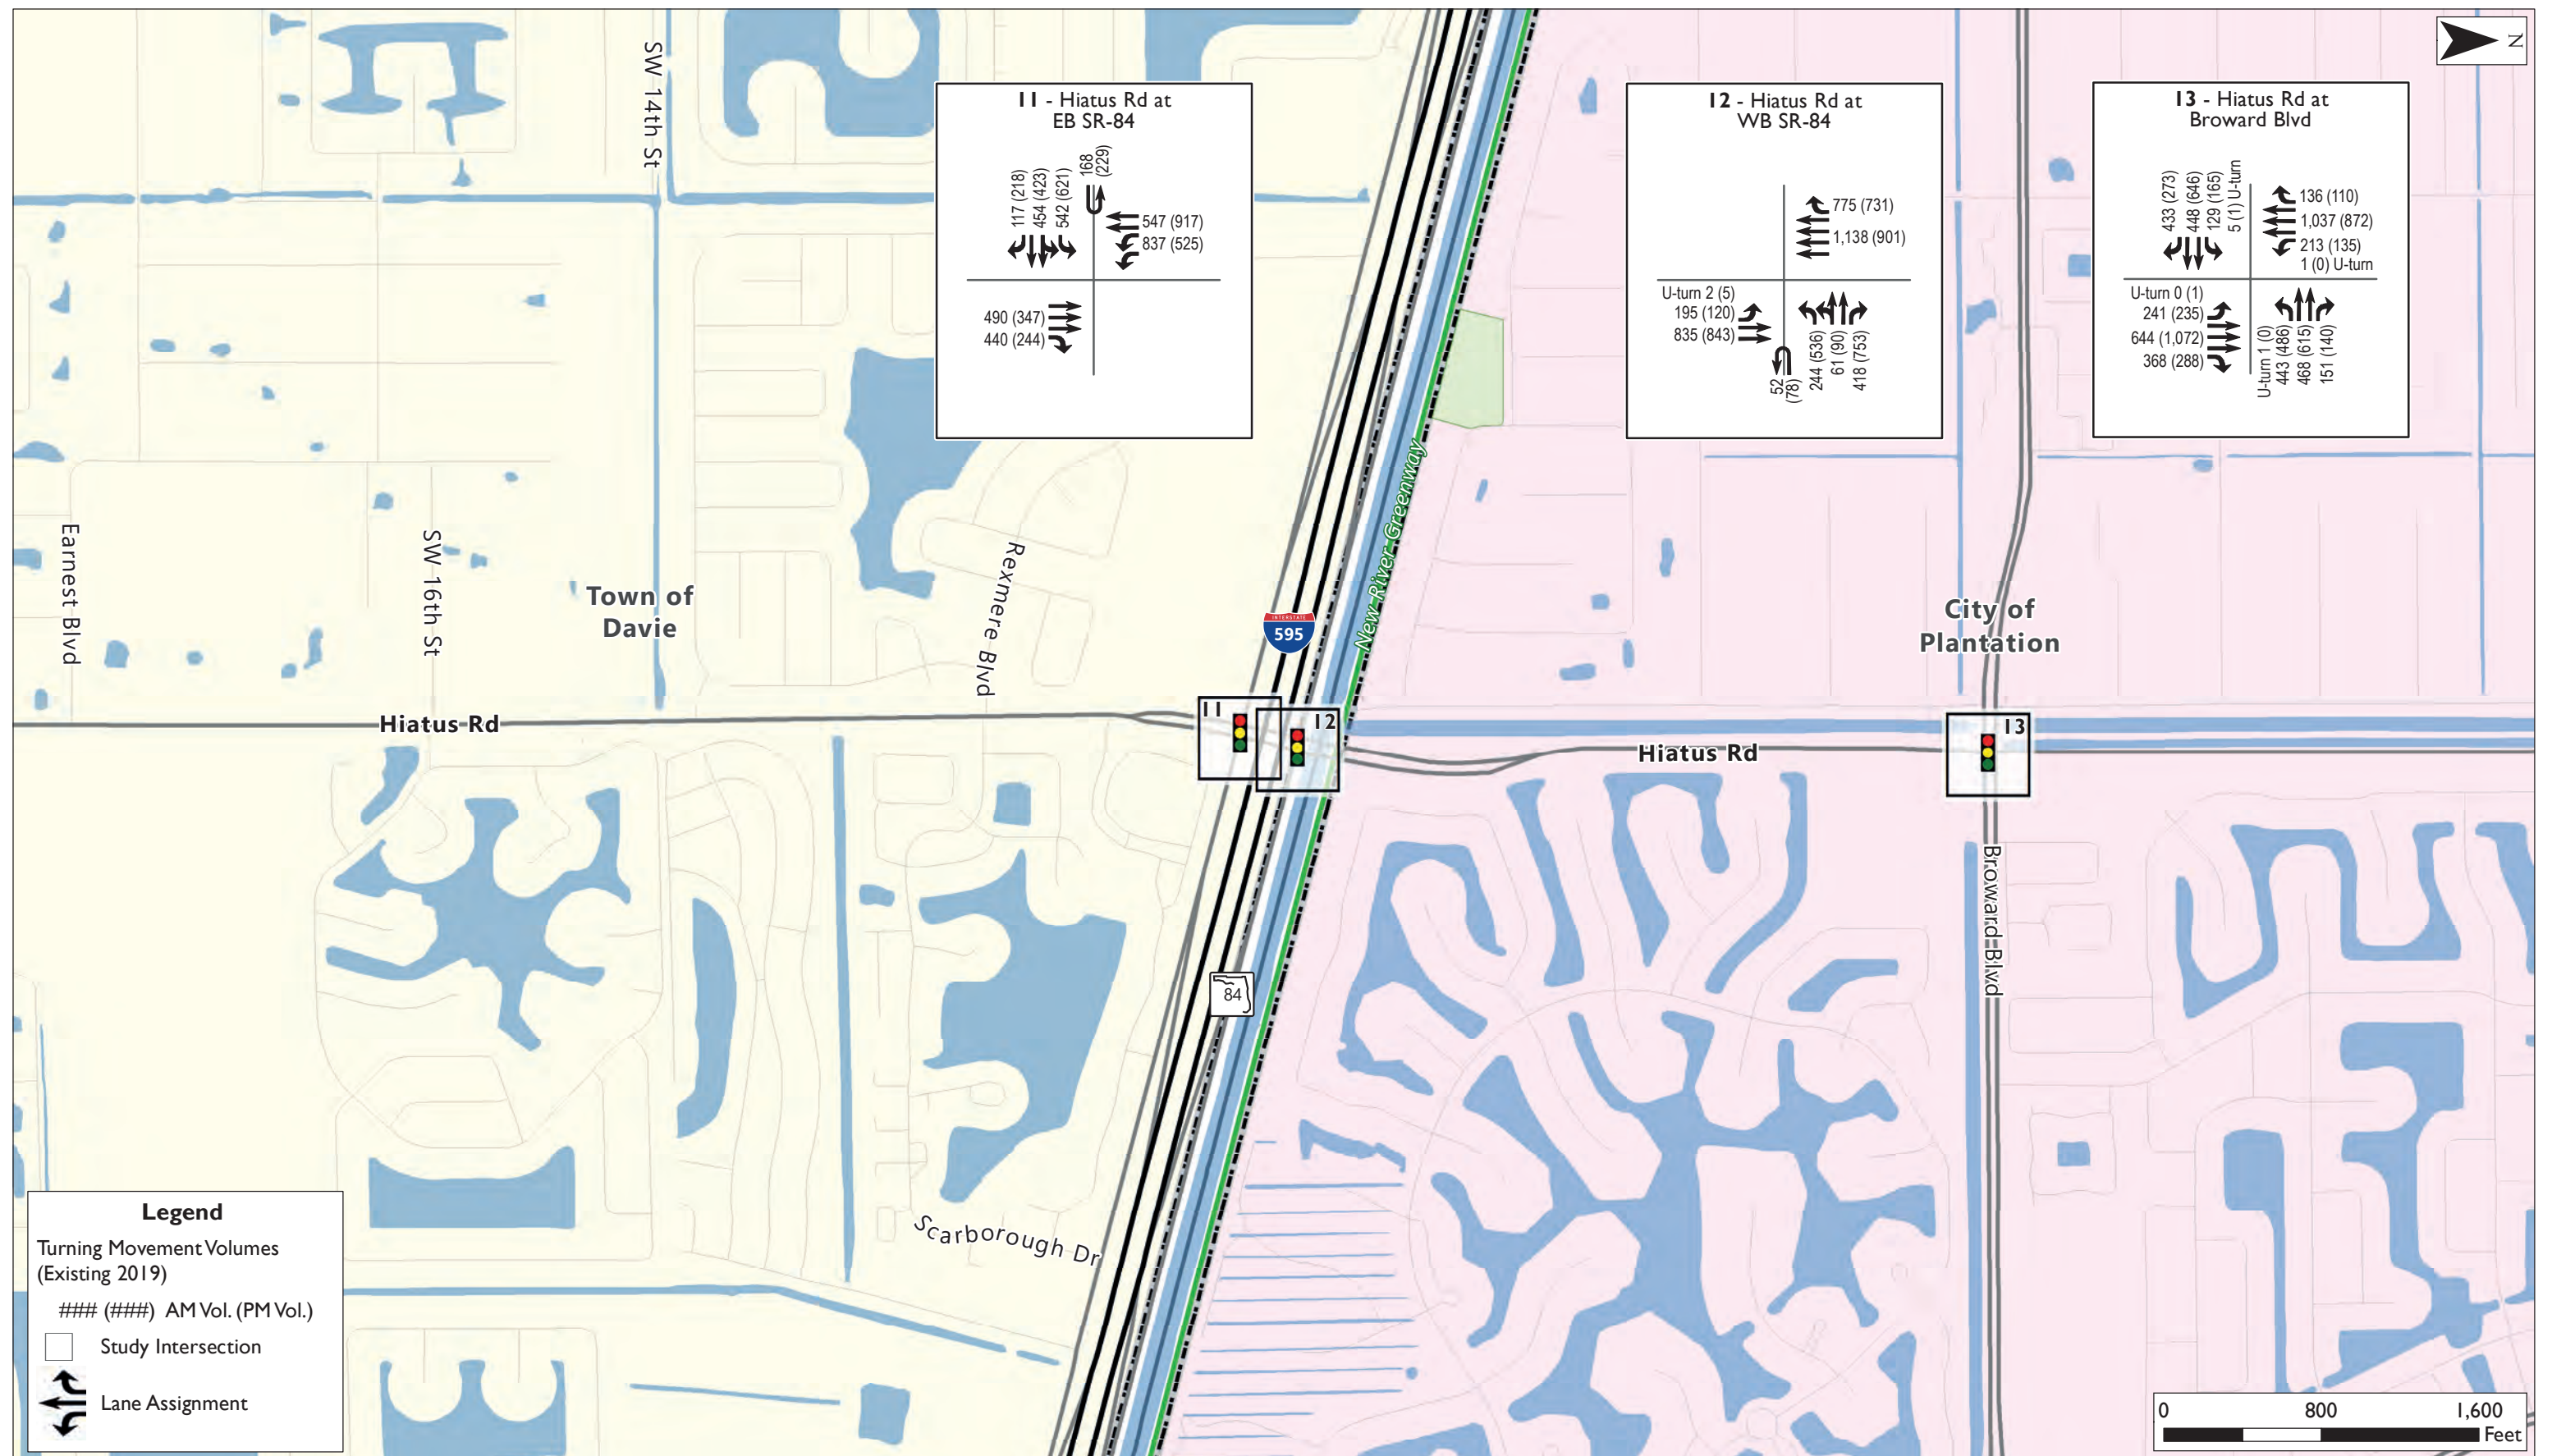 N
SW 14th St
11 - Hiatus Rd at
EB SR-84
117 (218)
454 (423)
542 (621)
168
(229)
547 (917)
837 (525)
490 (347)
440 (244)
12 - Hiatus Rd at
WB SR-84
775 (731)
1,138 (901)
U-turn 2 (5)
195 (120)
835 (843)
52
(78)
244 (536)
61 (90)
418 (753)
13 - Hiatus Rd at
Broward Blvd
433 (273)
448 (646)
129 (165)
5 (1) U-turn
136 (110)
1,037 (872)
213 (135)
1 (0) U-turn
U-turn 0 (1)
241 (235)
644 (1,072)
368 (288)
U-turn 1 (0)
443 (486)
468 (615)
151 (140)
New River Greenway
Earnest Blvd
SW 16th St
Town of
Davie
Rexmere Blvd
INTERSTATE
595
City of
Plantation
Hiatus Rd
11
12
Hiatus Rd
13
Broward Blvd
84
Scarborough Dr
Legend
Turning Movement Volumes
(Existing 2019)
### (###) AM Vol. (PM Vol.)
Study Intersection
Lane Assignment
0 800 1,600
Feet